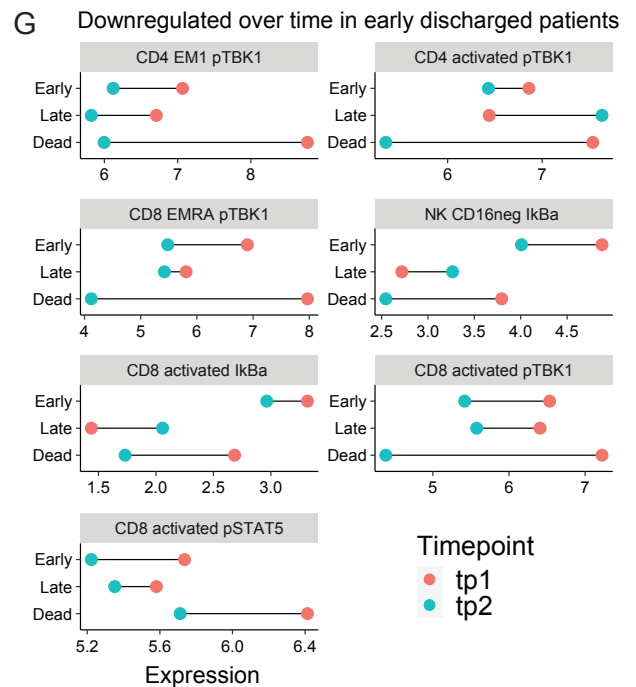 G Downregulated over time in early discharged patients
CD4 EM1 pTBK1
Early
Late
Dead
6 7 8
CD4 activated pTBK1
6 7
CD8 EMRA pTBK1
Early
Late
Dead
4 5 6 7 8
NK CD16neg IkBa
Early
Late
Dead
2.5 3.0 3.5 4.0 4.5
CD8 activated IkBa
Early
Late
Dead
1.5 2.0 2.5 3.0
CD8 activated pTBK1
Early
Late
Dead
5 6 7
CD8 activated pSTAT5
Early
Late
Dead
5.2 5.6 6.0 6.4
Expression
Timepoint
tp1
tp2